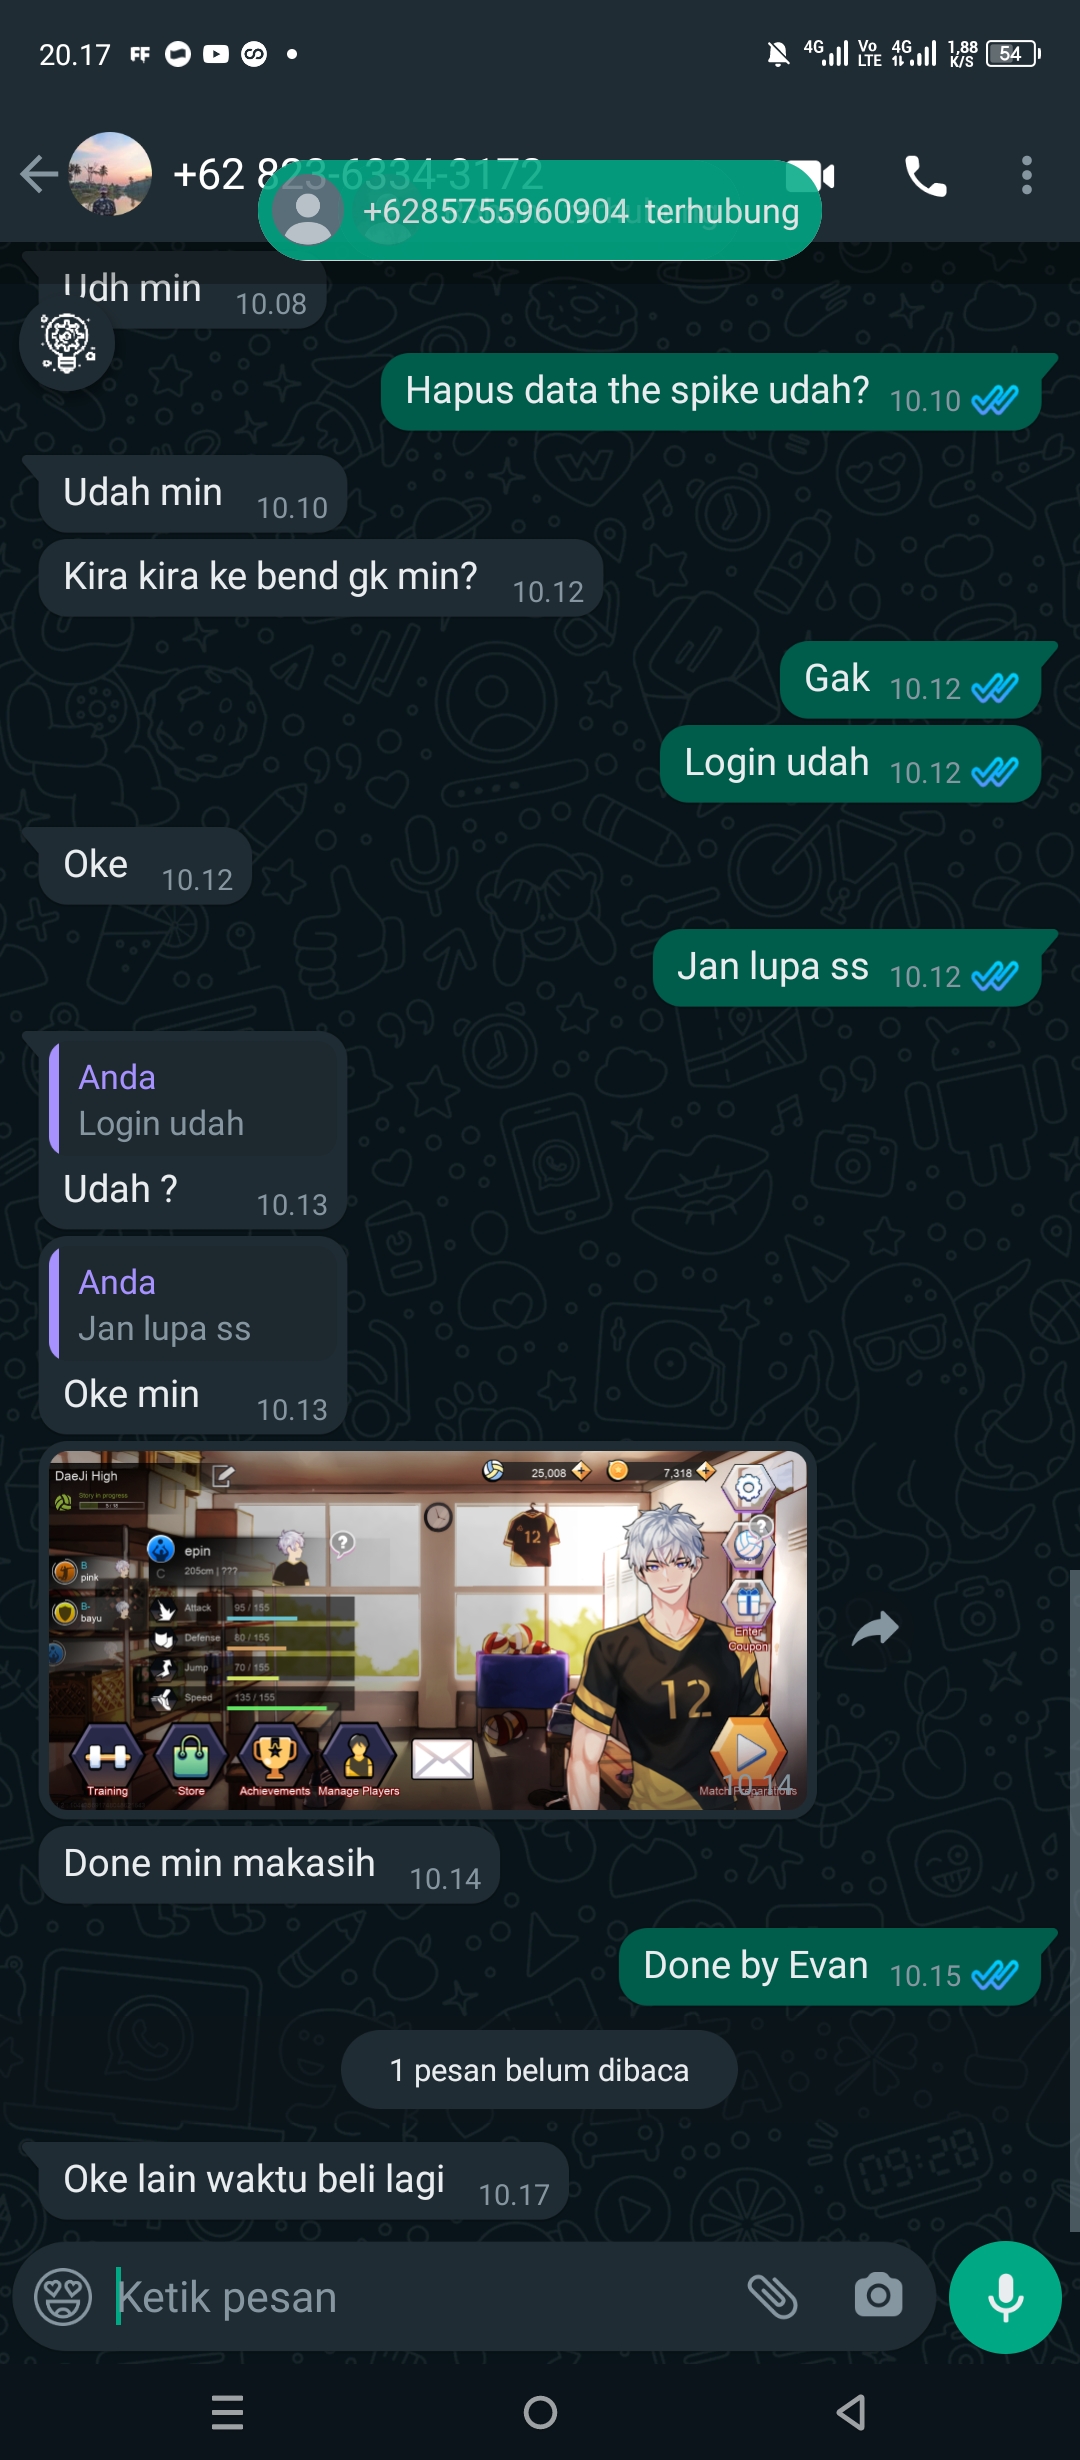 20.17
4G
Vo LTE
4G
1,88 K/S
54
+62 823-6334-3172
+6285755960904 terhubung
Udh min 10.08
Hapus data the spike udah? 10.10
Udah min 10.10
Kira kira ke bend gk min? 10.12
Gak 10.12
Login udah 10.12
Oke 10.12
Jan lupa ss 10.12
Anda
Login udah
Udah ? 10.13
Anda
Jan lupa ss
Oke min 10.13
DaeJi High
Story in progress
25,008
7,318
12
epin
C 205cm | ???
B
pink
B-
bayu
Attack 95 / 155
Defense 80 / 155
Jump 70 / 155
Speed 135 / 155
Enter
Coupon
12
Training
Store
Achievements
Manage Players
Match Preparations
10.14
Done min makasih 10.14
Done by Evan 10.15
1 pesan belum dibaca
Oke lain waktu beli lagi 10.17
Ketik pesan